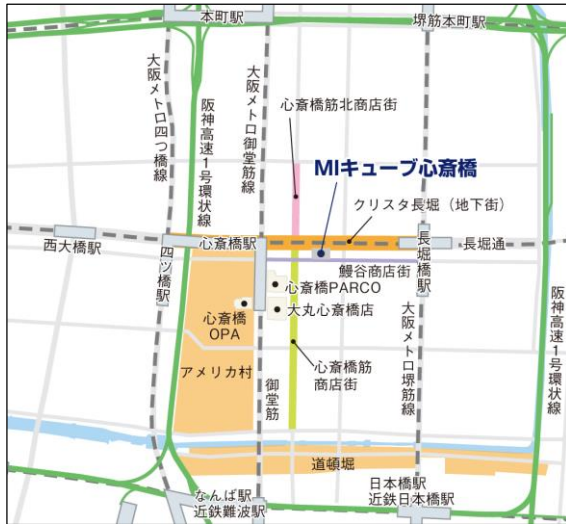 本町駅
堺筋本町駅
大阪メトロ四つ橋線
阪神高速1号環状線
大阪メトロ御堂筋線
心斎橋筋北商店街
MIキューブ心斎橋
クリスタ長堀（地下街）
西大橋駅
四ツ橋駅
心斎橋駅
長堀橋駅
長堀通
鰻谷商店街
心斎橋PARCO
大丸心斎橋店
心斎橋
OPA
アメリカ村
御堂筋
心斎橋筋
商店街
大阪メトロ堺筋線
阪神高速1号環状線
道頓堀
なんば駅
近鉄難波駅
日本橋駅
近鉄日本橋駅